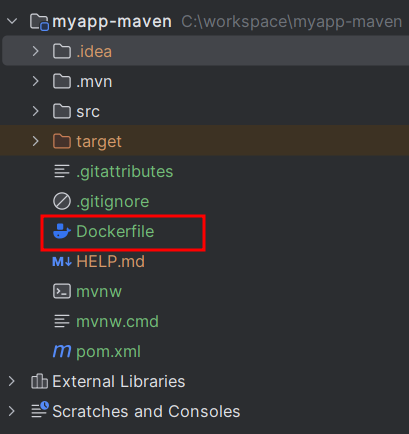 myapp-maven C:\workspace\myapp-maven
.idea
.mvn
src
target
.gitattributes
.gitignore
Dockerfile
M↓ HELP.md
mvnw
mvnw.cmd
m pom.xml
External Libraries
Scratches and Consoles